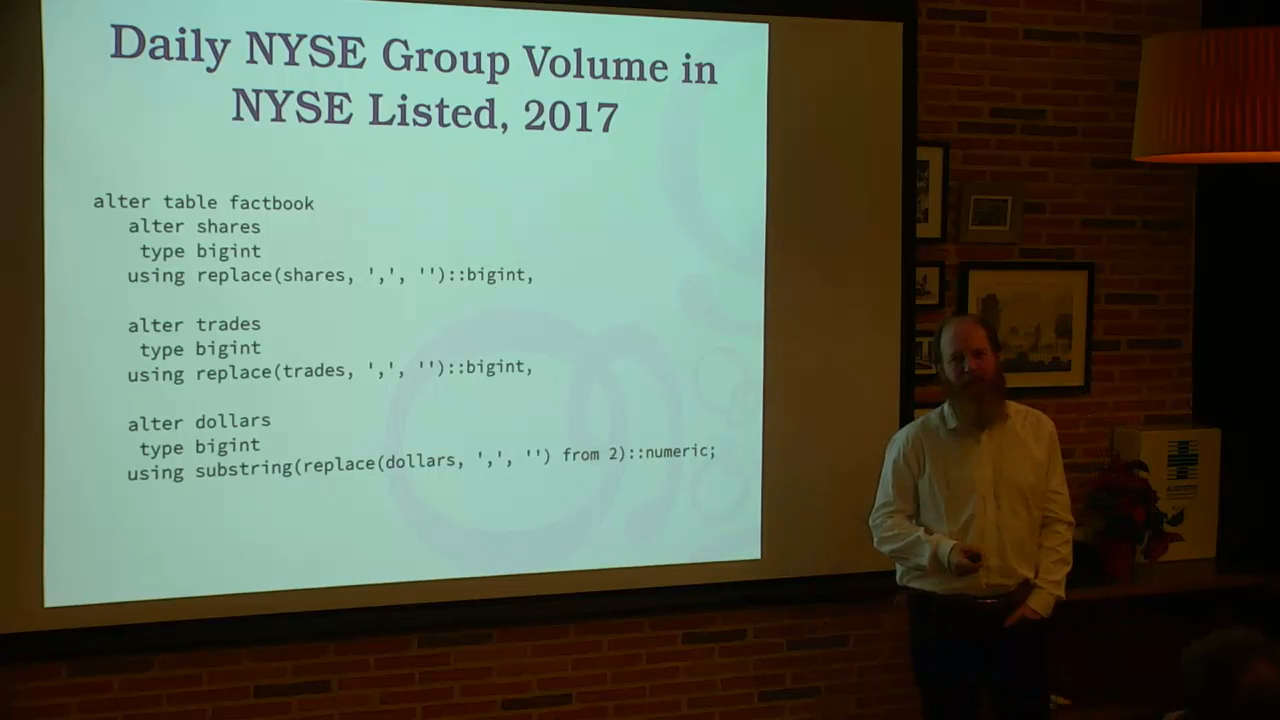 Daily NYSE Group Volume in
NYSE Listed, 2017
alter table factbook
alter shares
type bigint
using replace(shares, ',', '')::bigint,
alter trades
type bigint
using replace(trades, ',', '')::bigint,
alter dollars
type bigint
using substring(replace(dollars, ',', '') from 2)::numeric;